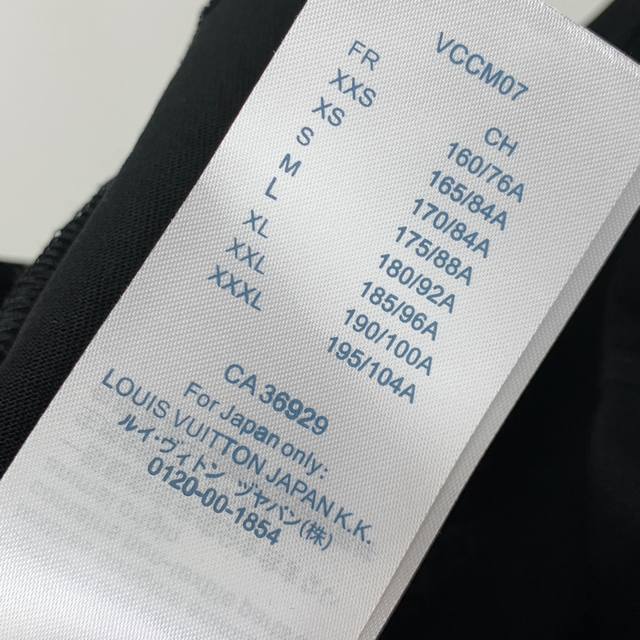 VCCM07
FR CH
XXS 160/76A
XS 165/84A
S 170/84A
M 175/88A
L 180/92A
XL 185/96A
XXL 190/100A
XXXL 195/104A
CA 36929
For Japan only:
LOUIS VUITTON JAPAN K.K.
ルイ・ヴィトン ツヤパン(株)
0120-00-1854